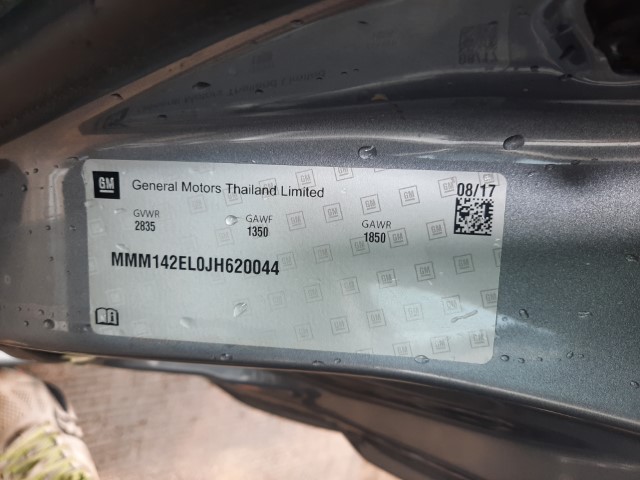 GM General Motors Thailand Limited 08/17
GVWR GAWF GAWR
2835 1350 1850
MMM142EL0JH620044